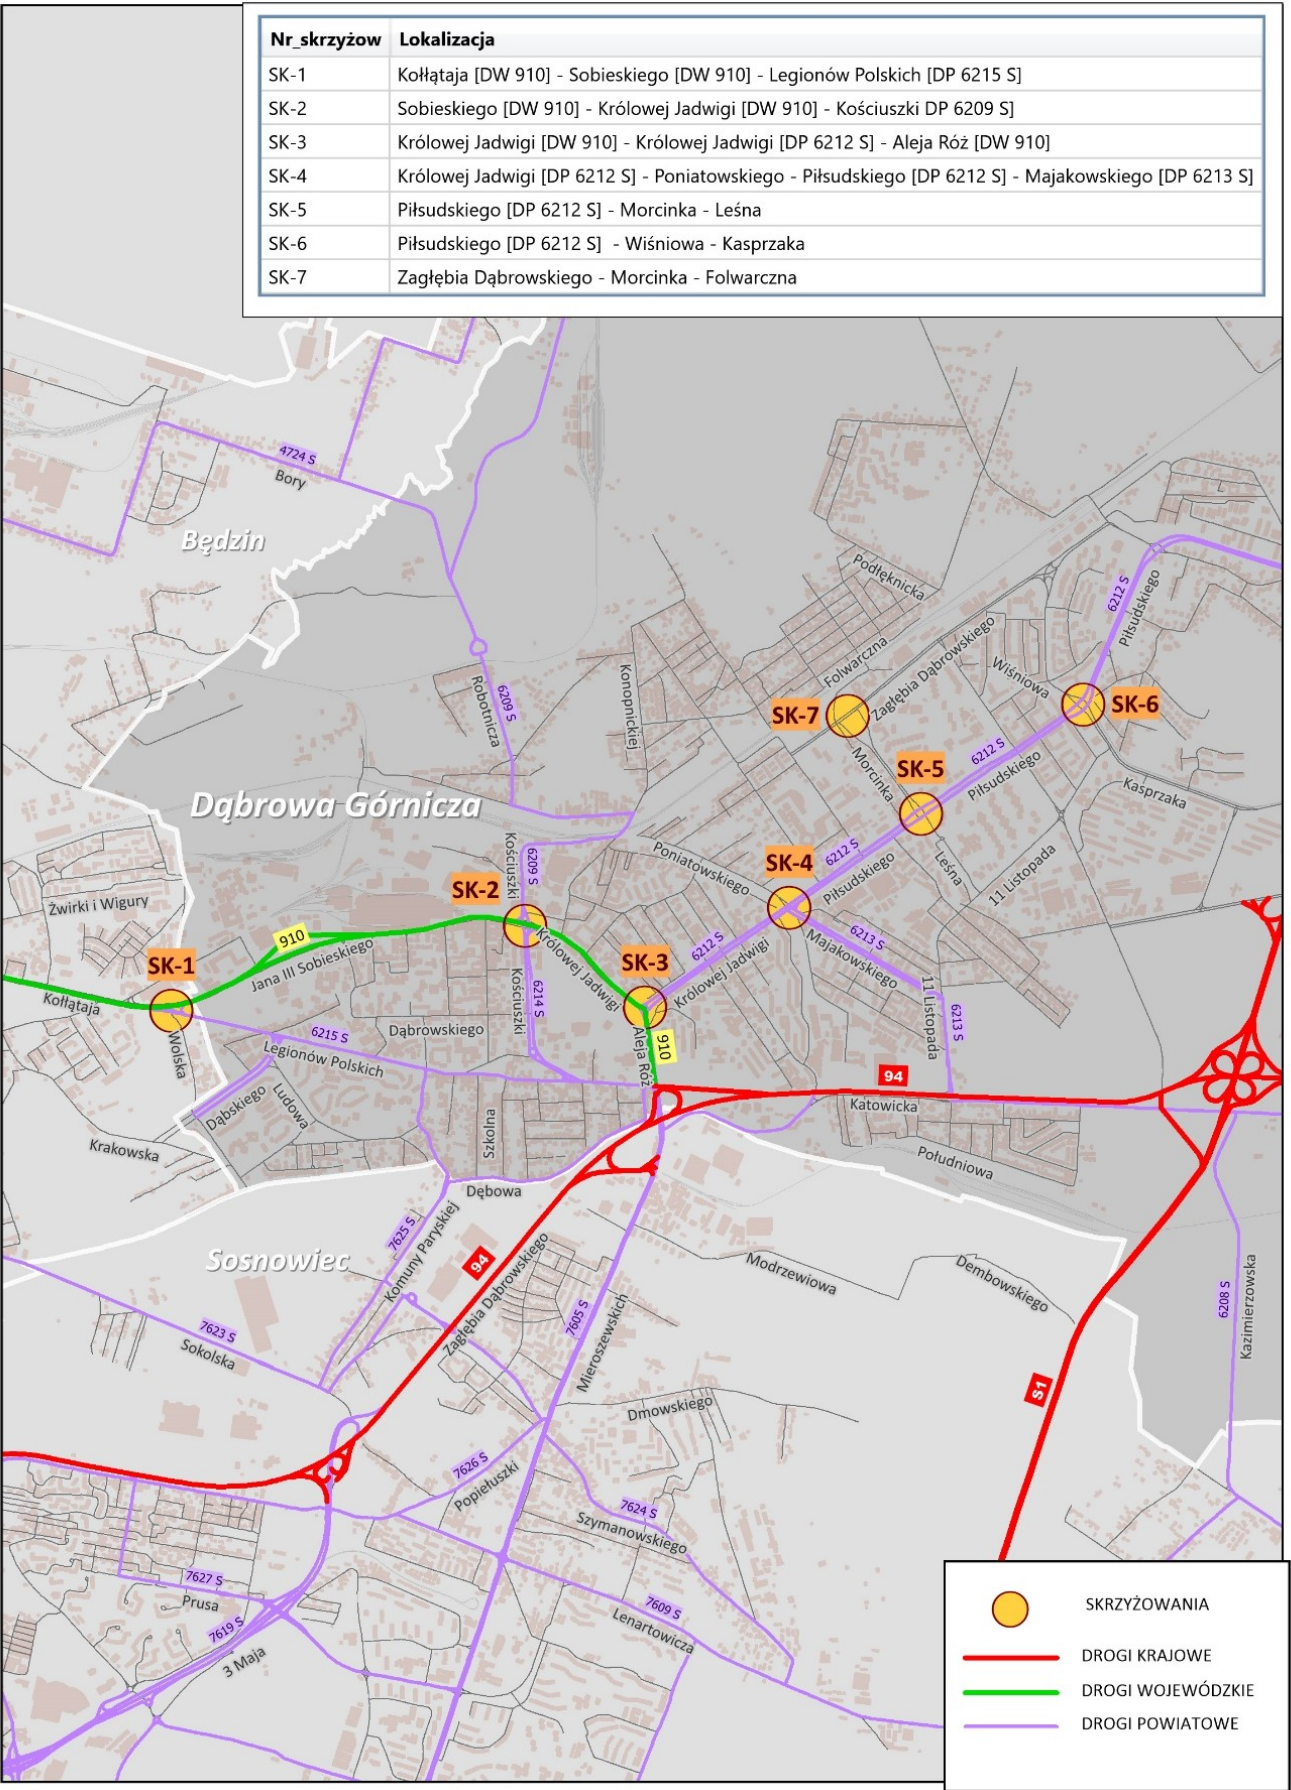 Nr_skrzyżow Lokalizacja
SK-1 Kołłątaja [DW 910] - Sobieskiego [DW 910] - Legionów Polskich [DP 6215 S]
SK-2 Sobieskiego [DW 910] - Królowej Jadwigi [DW 910] - Kościuszki DP 6209 S]
SK-3 Królowej Jadwigi [DW 910] - Królowej Jadwigi [DP 6212 S] - Aleja Róż [DW 910]
SK-4 Królowej Jadwigi [DP 6212 S] - Poniatowskiego - Piłsudskiego [DP 6212 S] - Majakowskiego [DP 6213 S]
SK-5 Piłsudskiego [DP 6212 S] - Morcinka - Leśna
SK-6 Piłsudskiego [DP 6212 S] - Wiśniowa - Kasprzaka
SK-7 Zagłębia Dąbrowskiego - Morcinka - Folwarczna
4724 S
Bory
Będzin
Podłęknicka
6212 S
Piłsudskiego
Folwarczna
Zagłębia Dąbrowskiego
Wiśniowa
Konopnickiej
Robotnicza
6209 S
SK-7
SK-6
Morcinka
SK-5
6212 S
Piłsudskiego
Kasprzaka
Dąbrowa Górnicza
Kościuszki
6209 S
Poniatowskiego
SK-4
6212 S
Piłsudskiego
Leśna
11 Listopada
SK-2
Żwirki i Wigury
910
Jana III Sobieskiego
Królowej Jadwigi
6212 S
Królowej Jadwigi
6213 S
Majakowskiego
SK-1
SK-3
Kołłątaja
Kościuszki
6214 S
11 Listopada
6213 S
Wolska
6215 S
Legionów Polskich
Dąbrowskiego
Aleja Róż
910
94
Katowicka
Dąbskiego
Ludowa
Szkolna
Krakowska
Południowa
Dębowa
7625 S
Komuny Paryskiej
Sosnowiec
94
Zagłębia Dąbrowskiego
Modrzewiowa
Dembowskiego
6208 S
Kazimierzowska
7623 S
Sokolska
7605 S
Mieroszewskich
S1
Dmowskiego
7626 S
Popiełuszki
7624 S
Szymanowskiego
7627 S
Prusa
7619 S
3 Maja
7609 S
Lenartowicza
SKRZYŻOWANIA
DROGI KRAJOWE
DROGI WOJEWÓDZKIE
DROGI POWIATOWE